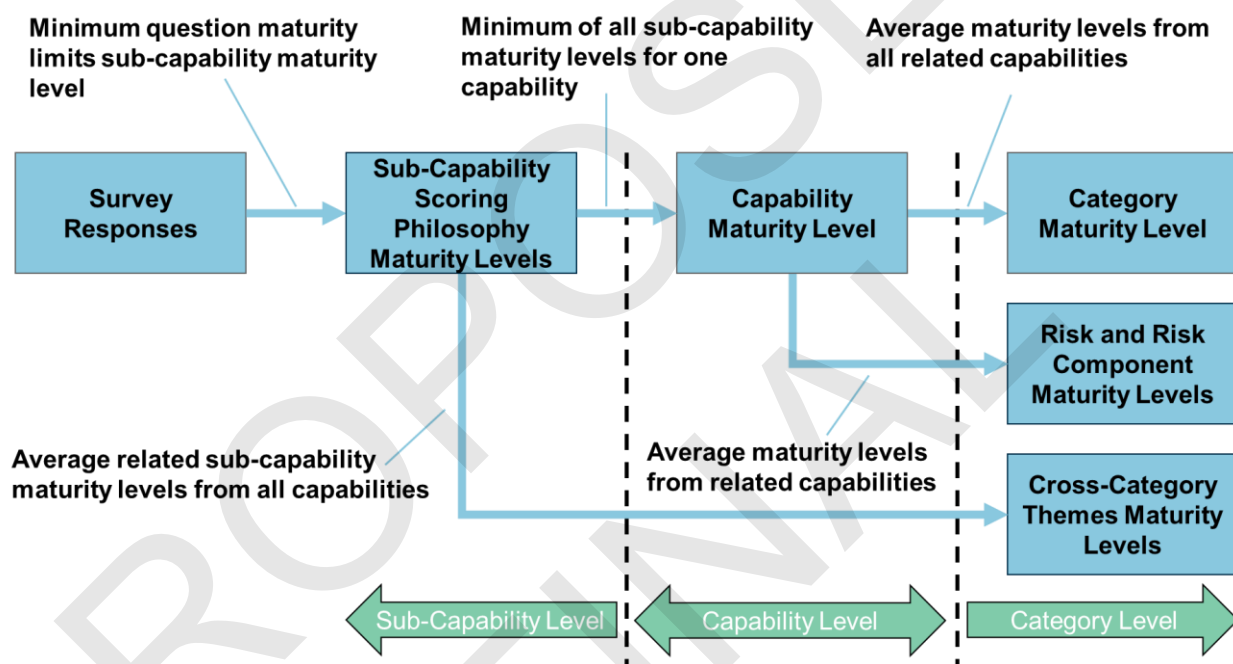 Minimum question maturity
limits sub-capability maturity
level
Minimum of all sub-capability
maturity levels for one
capability
Average maturity levels from
all related capabilities
Survey
Responses
Sub-Capability
Scoring
Philosophy
Maturity Levels
Capability
Maturity Level
Category
Maturity Level
Risk and Risk
Component
Maturity Levels
Average related sub-capability
maturity levels from all capabilities
Average maturity levels
from related capabilities
Cross-Category
Themes Maturity
Levels
Sub-Capability Level
Capability Level
Category Level